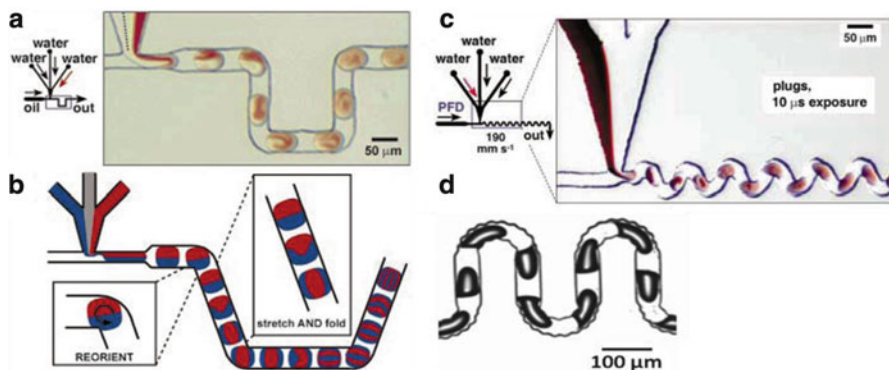 a
water
water
water
oil
out
50 µm
b
REORIENT
stretch AND fold
c
water
water
water
PFD
out
190
mm s⁻¹
50 µm
plugs,
10 µs exposure
d
100 µm